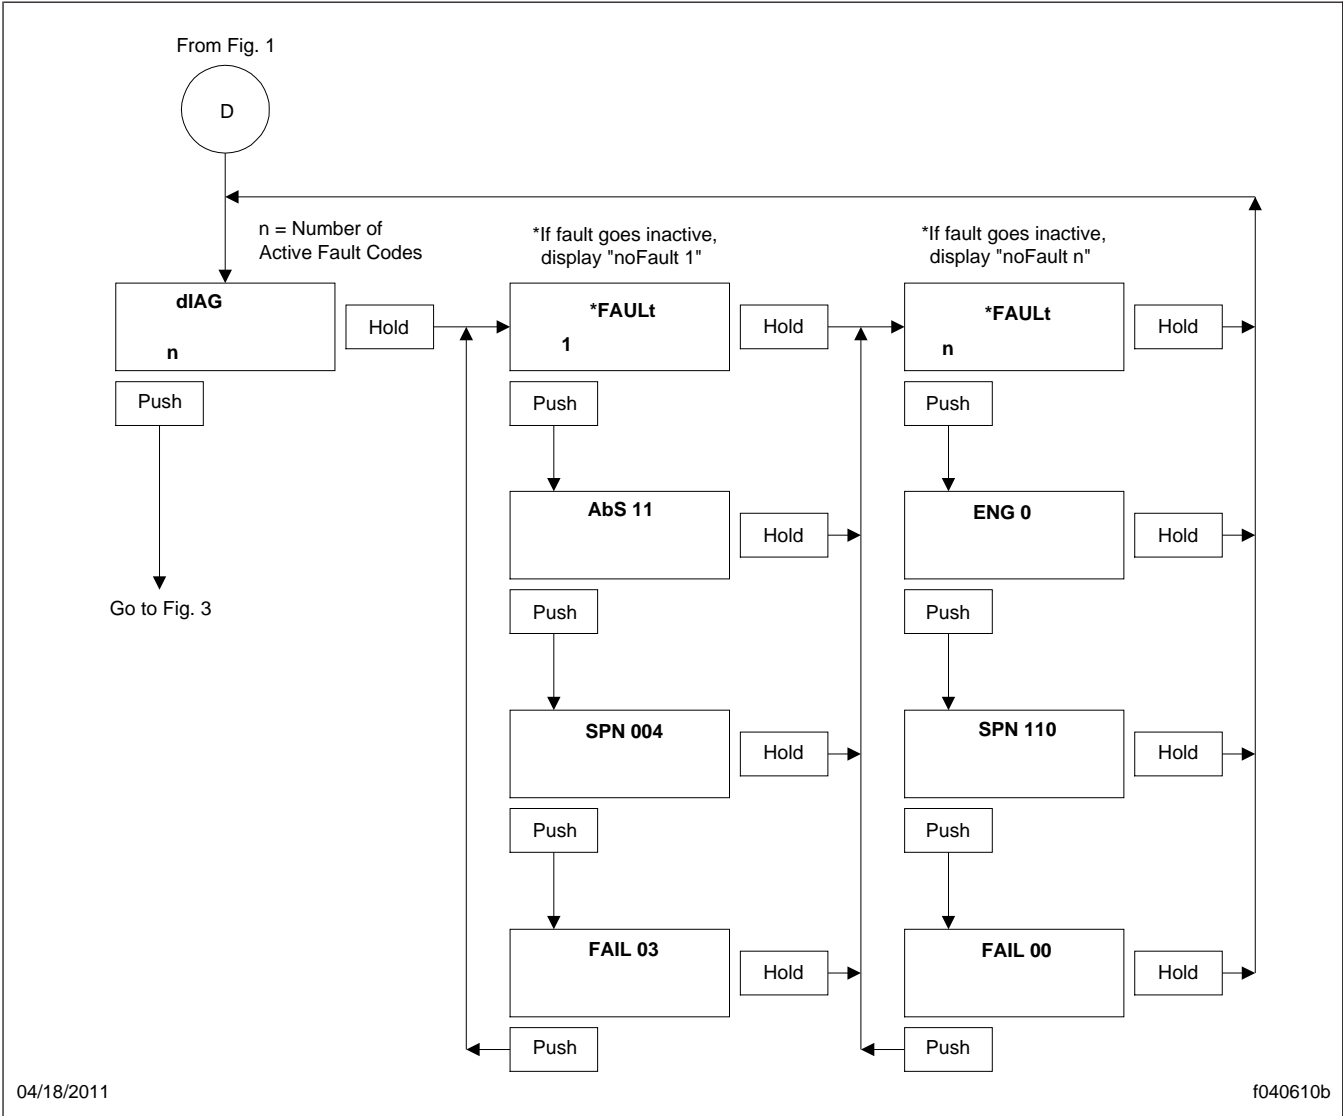 From Fig. 1
D
n = Number of
Active Fault Codes
*If fault goes inactive,
display "noFault 1"
*If fault goes inactive,
display "noFault n"
dIAG
n
Hold
*FAULt
1
Hold
*FAULt
n
Hold
Push
Push
Push
AbS 11
Hold
ENG 0
Hold
Go to Fig. 3
Push
Push
SPN 004
Hold
SPN 110
Hold
Push
Push
FAIL 03
Hold
FAIL 00
Hold
Push
Push
04/18/2011
f040610b